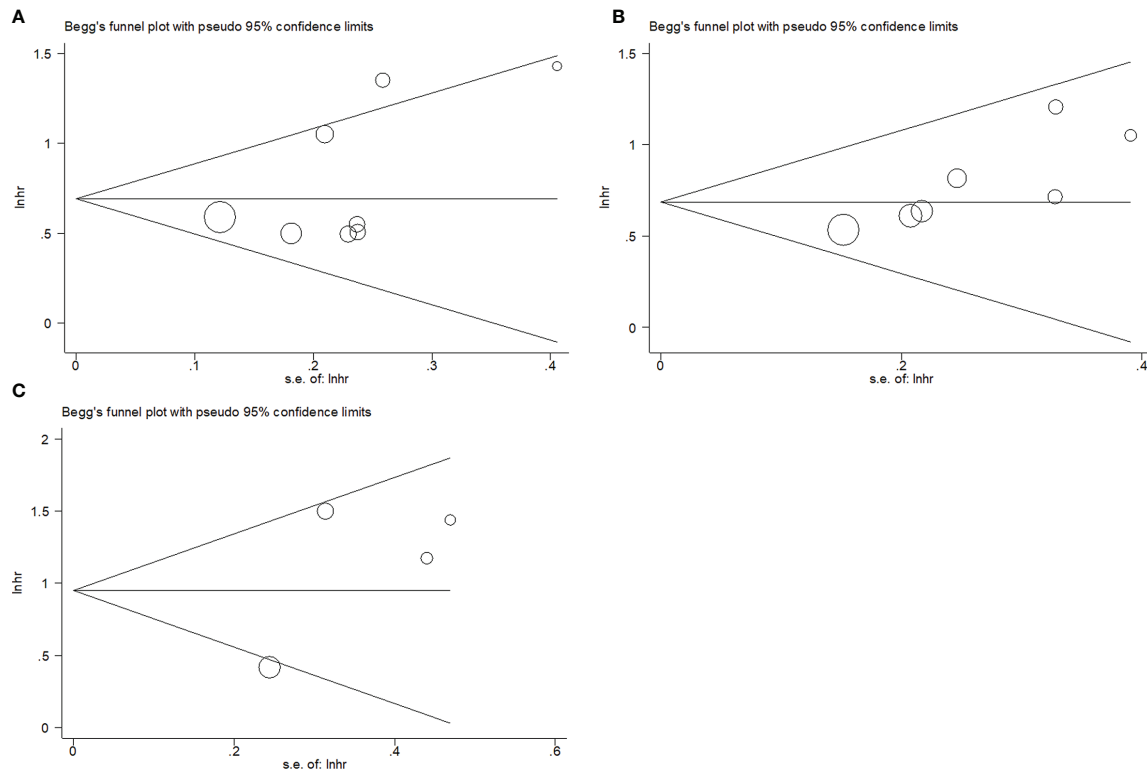 A
Begg's funnel plot with pseudo 95% confidence limits
1.5
1
.5
0
lnhr
0
.1
.2
.3
.4
s.e. of: lnhr
B
Begg's funnel plot with pseudo 95% confidence limits
1.5
1
.5
0
lnhr
0
.2
.4
s.e. of: lnhr
C
Begg's funnel plot with pseudo 95% confidence limits
2
1.5
1
.5
0
lnhr
0
.2
.4
.6
s.e. of: lnhr